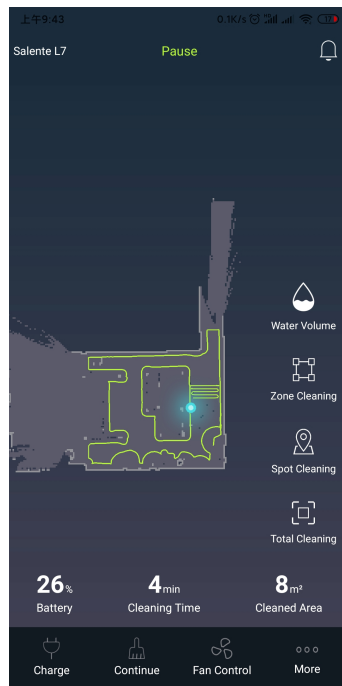 上午9:43
0.1K/s
Salente L7
Pause
Water Volume
Zone Cleaning
Spot Cleaning
Total Cleaning
26% 4min 8m²
Battery Cleaning Time Cleaned Area
Charge Continue Fan Control More